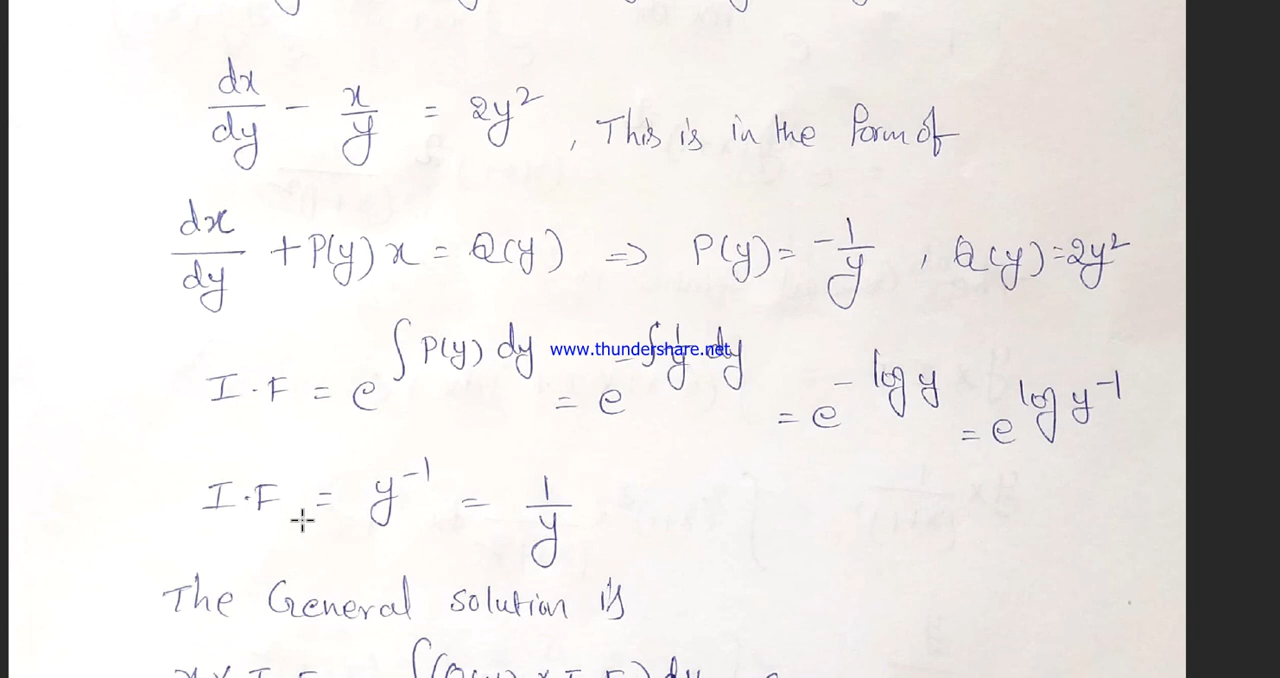 dx/dy - x/y = 2y², This is in the form of
dx/dy + P(y) x = Q(y) ⇒ P(y) = -1/y , Q(y) = 2y²
I.F = e^∫P(y) dy = e^-∫1/y dy = e^-log y = e^log y^-1
www.thundershare.net
I.F = y^-1 = 1/y
The General solution is